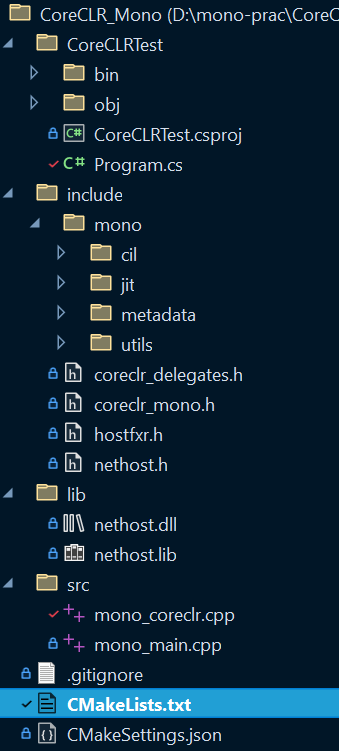 CoreCLR_Mono (D:\mono-prac\CoreC
CoreCLRTest
bin
obj
C# CoreCLRTest.csproj
C# Program.cs
include
mono
cil
jit
metadata
utils
h coreclr_delegates.h
h coreclr_mono.h
h hostfxr.h
h nethost.h
lib
nethost.dll
nethost.lib
src
++ mono_coreclr.cpp
++ mono_main.cpp
.gitignore
CMakeLists.txt
CMakeSettings.json